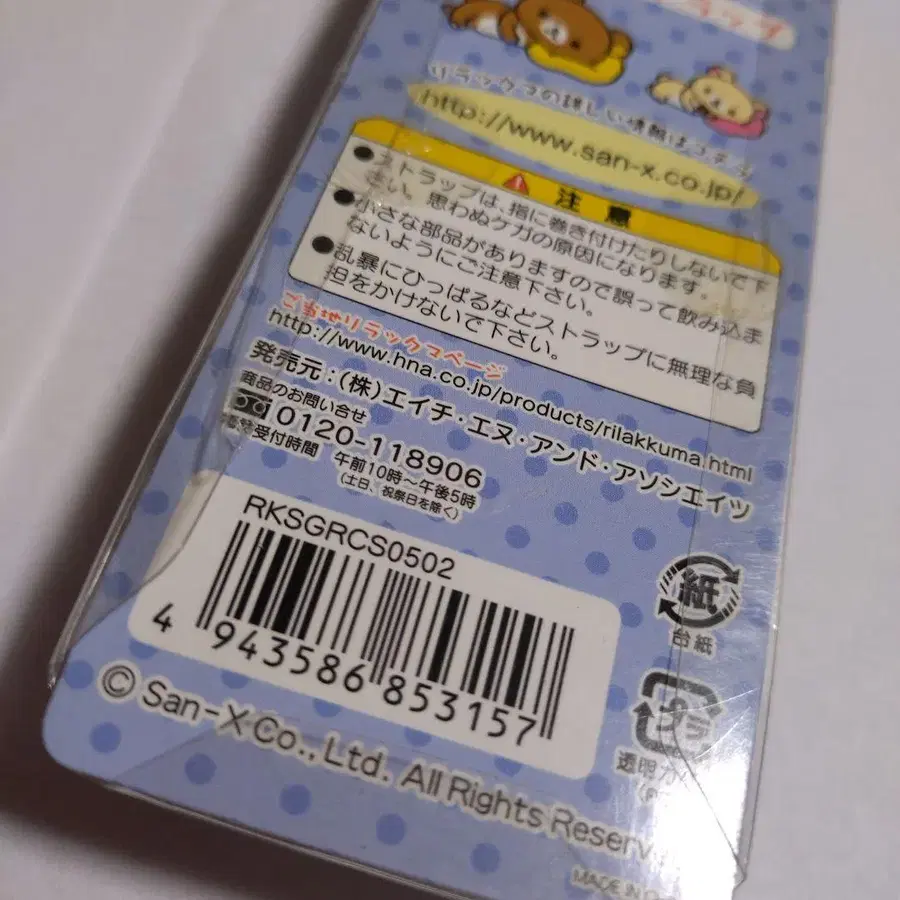 ラップ
リラックマの詳しい情報は
http://www.san-x.co.jp/
注意
●ストラップは、指に巻き付けたりしないで下
さい。思わぬケガの原因になります。
●小さな部品がありますので誤って飲み込ま
ないようにご注意下さい。
●乱暴にひっぱるなどストラップに無理な負
担をかけないで下さい。
ご当地リラックマページ
http://www.hna.co.jp/products/rilakkuma.html
発売元:(株)エイチ・エヌ・アンド・アソシエイツ
商品のお問い合せ
0120-118906
電話受付時間 午前10時～午後5時
(土日、祝祭日を除く)
RKSGRCS0502
4 943586 853157
紙
台紙
プラ
透明
© San-X Co., Ltd. All Rights Reserv
MADE IN